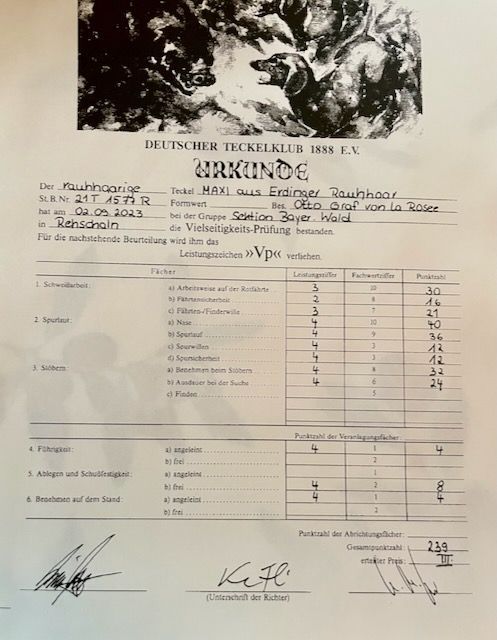 DEUTSCHER TECKELKLUB 1888 E.V.
URKUNDE
Der rauhhaarige Teckel MAXI aus Erdinger Rauhhaar
St.B.Nr. 21T 1577 R Formwert Bes. Otto Graf von La Rosee
hat am 02.09.2023 bei der Gruppe Sektion Bayer. Wald
in Rehschaln die Vielseitigkeits-Prüfung bestanden.
Für die nachstehende Beurteilung wird ihm das
Leistungszeichen »Vp« verliehen.
Fächer Leistungsziffer Fachwertziffer Punktzahl
1. Schweißarbeit: a) Arbeitsweise auf der Rotfährte 3 10 30
b) Fährtensicherheit 2 8 16
c) Fährten-/Finderwille 3 7 21
2. Spurlaut: a) Nase 4 10 40
b) Spurlaut 4 9 36
c) Spurwillen 4 3 12
d) Spursicherheit 4 3 12
3. Stöbern: a) Benehmen beim Stöbern 4 8 32
b) Ausdauer bei der Suche 4 6 24
c) Finden 5
Punktzahl der Veranlagungsfächer:
4. Führigkeit: a) angeleint 4 1 4
b) frei 2
5. Ablegen und Schußfestigkeit: a) angeleint 1
b) frei 4 2 8
6. Benehmen auf dem Stand: a) angeleint 4 1 4
b) frei 2
Punktzahl der Abrichtungsfächer:
Gesamtpunktzahl: 239
erteilter Preis: III
(Unterschrift der Richter)